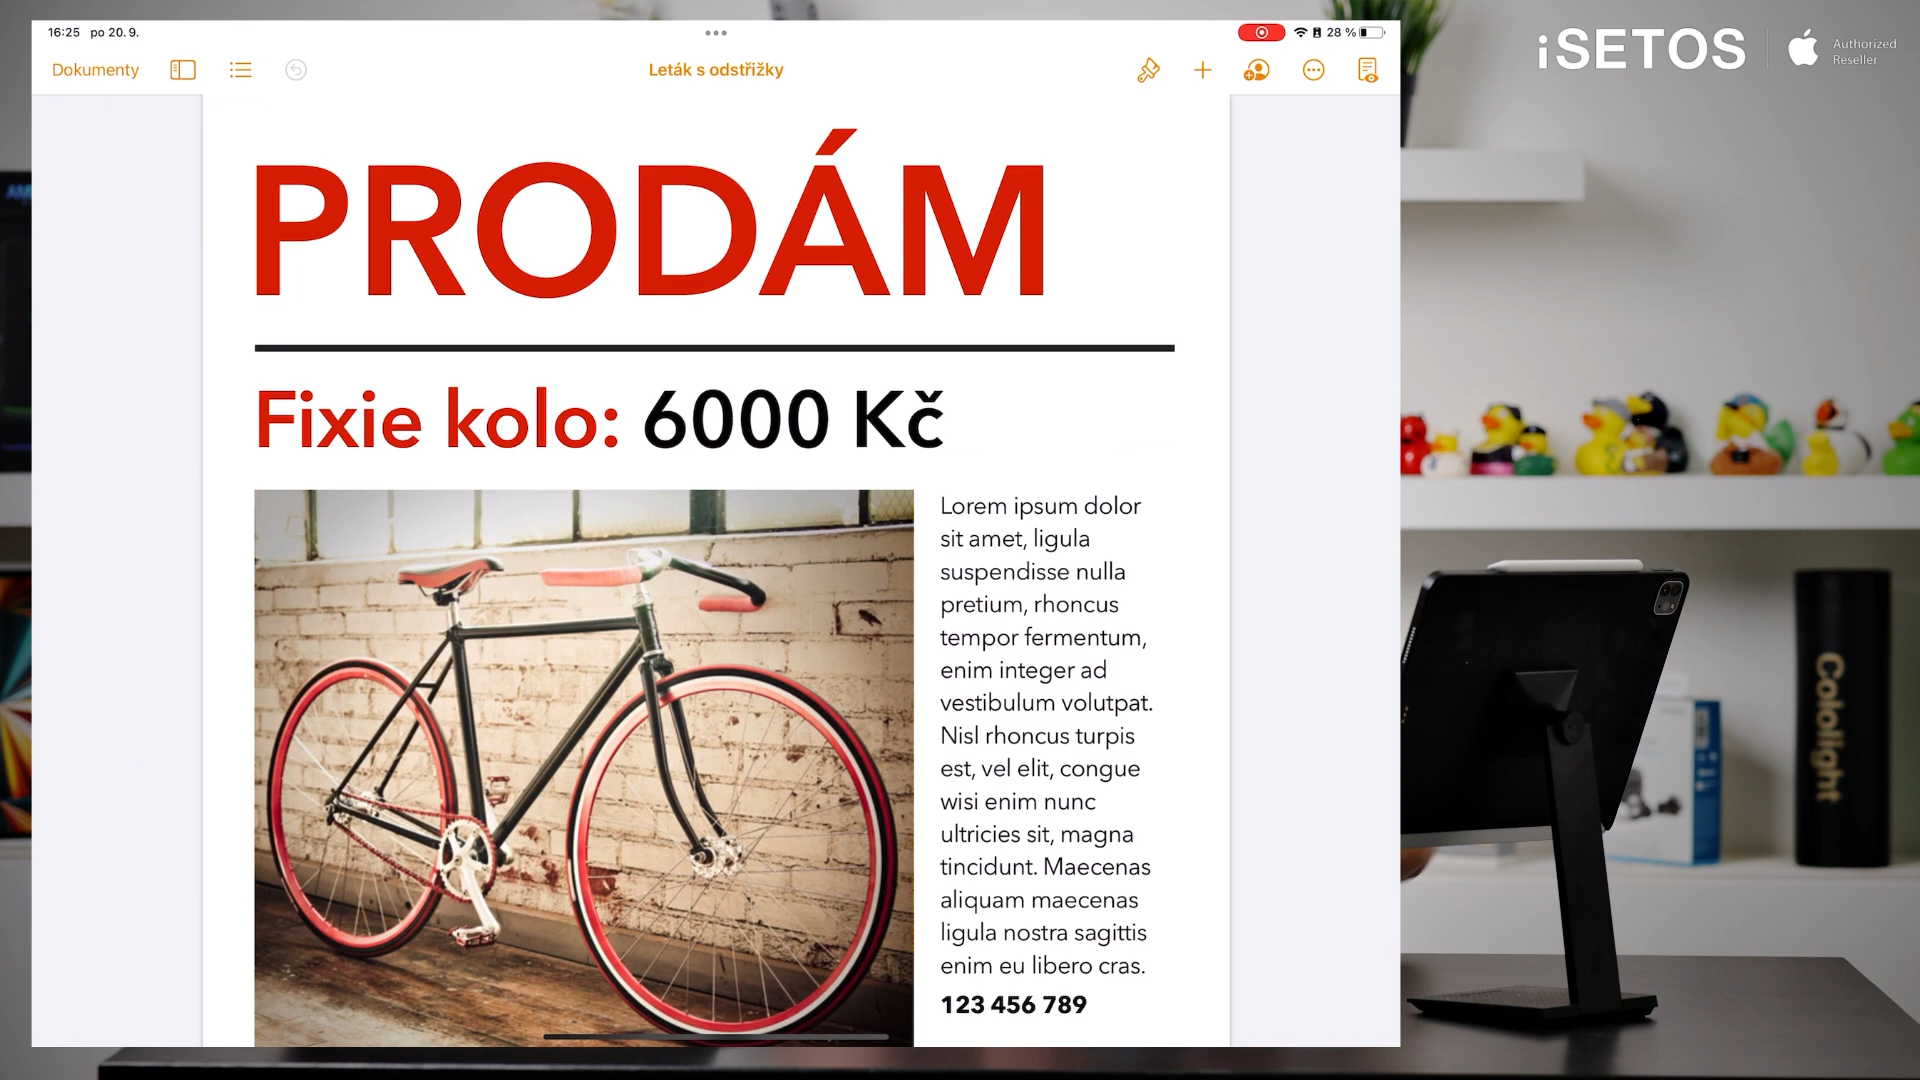 16:25 po 20. 9.
28 %
iSETOS
Authorized
Reseller
Dokumenty
Leták s odstřižky
PRODÁM
Fixie kolo: 6000 Kč
Lorem ipsum dolor
sit amet, ligula
suspendisse nulla
pretium, rhoncus
tempor fermentum,
enim integer ad
vestibulum volutpat.
Nisl rhoncus turpis
est, vel elit, congue
wisi enim nunc
ultricies sit, magna
tincidunt. Maecenas
aliquam maecenas
ligula nostra sagittis
enim eu libero cras.
123 456 789
Cololight